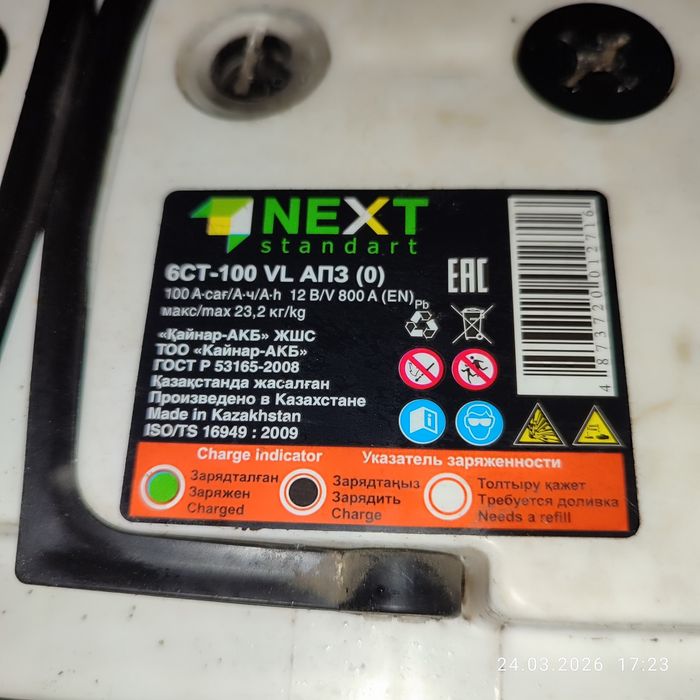 NEXT
standart
6СТ-100 VL АПЗ (0)
100 А·сағ/А·ч/A·h 12 В/V 800 А (EN)
макс/max 23,2 кг/kg
EAC
Pb
«Қайнар-АКБ» ЖШС
ТОО «Кайнар-АКБ»
ГОСТ Р 53165-2008
Қазақстанда жасалған
Произведено в Казахстане
Made in Kazakhstan
ISO/TS 16949 : 2009
4873720012716
Charge indicator
Указатель заряженности
Зарядталған
Заряжен
Charged
Зарядтаңыз
Зарядить
Charge
Толтыру қажет
Требуется доливка
Needs a refill
24.03.2026 17:23